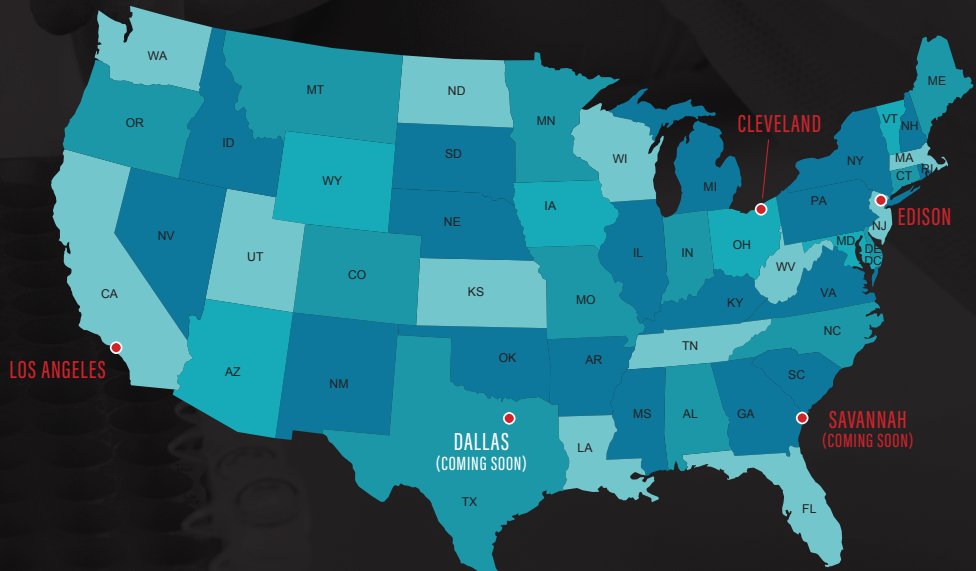 WA
MT
ND
MN
ME
OR
ID
SD
WI
VT
NH
CLEVELAND
NY
MA
CT
RI
WY
MI
IA
NE
PA
EDISON
NV
UT
CO
IL
IN
OH
NJ
MD
DE
DC
WV
CA
KS
MO
KY
VA
LOS ANGELES
AZ
NM
OK
AR
TN
NC
SC
MS
AL
GA
SAVANNAH
(COMING SOON)
DALLAS
(COMING SOON)
LA
TX
FL